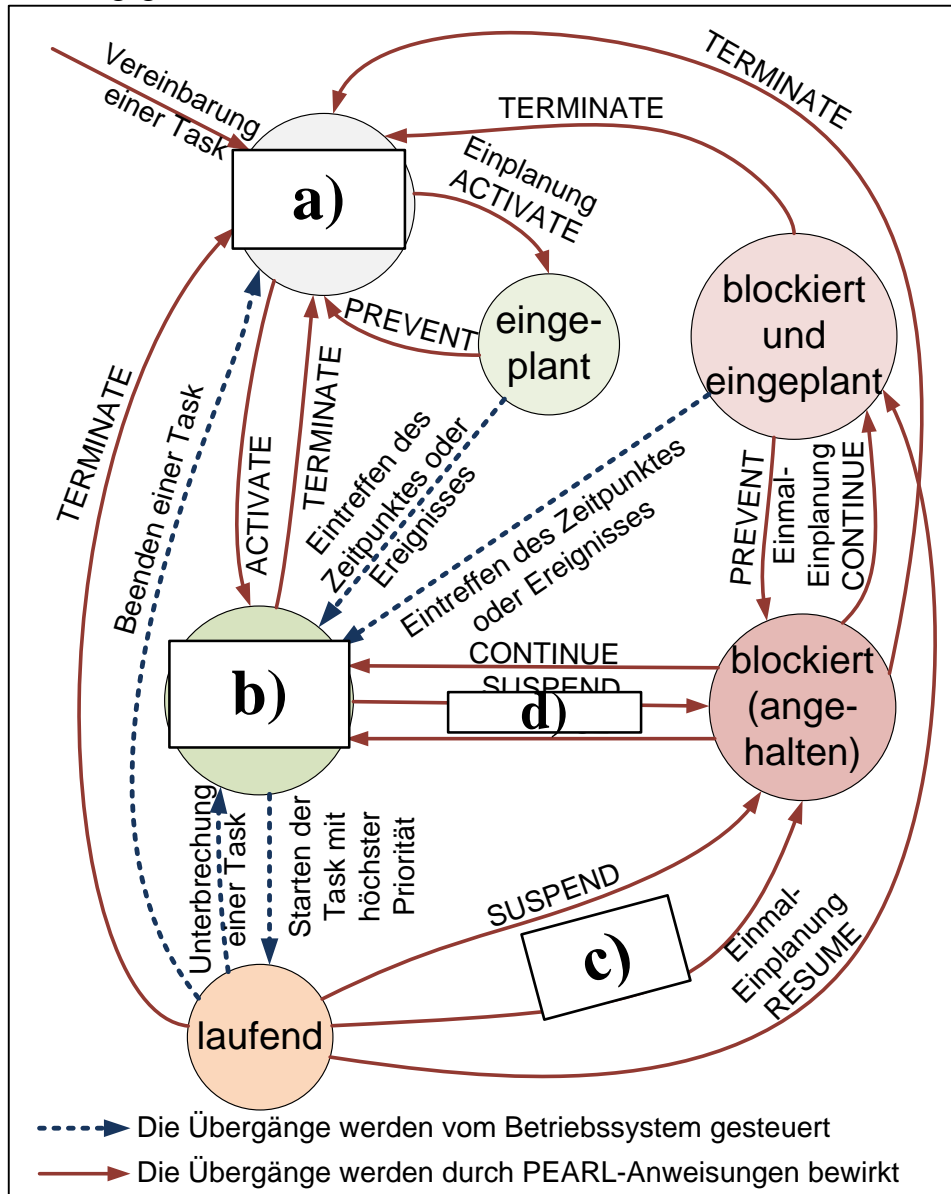 Vereinbarung
einer Task
TERMINATE
TERMINATE
a)
Einplanung
ACTIVATE
PREVENT
einge-
plant
blockiert
und
eingeplant
TERMINATE
Beenden einer Task
ACTIVATE
TERMINATE
Eintreffen des
Zeitpunktes oder
Ereignisses
Eintreffen des Zeitpunktes
oder Ereignisses
PREVENT
Einmal-
Einplanung
CONTINUE
b)
CONTINUE
SUSPEND
d)
blockiert
(ange-
halten)
Unterbrechung
einer Task
Starten der
Task mit
höchster
Priorität
SUSPEND
c)
Einmal-
Einplanung
RESUME
laufend
Die Übergänge werden vom Betriebssystem gesteuert
Die Übergänge werden durch PEARL-Anweisungen bewirkt